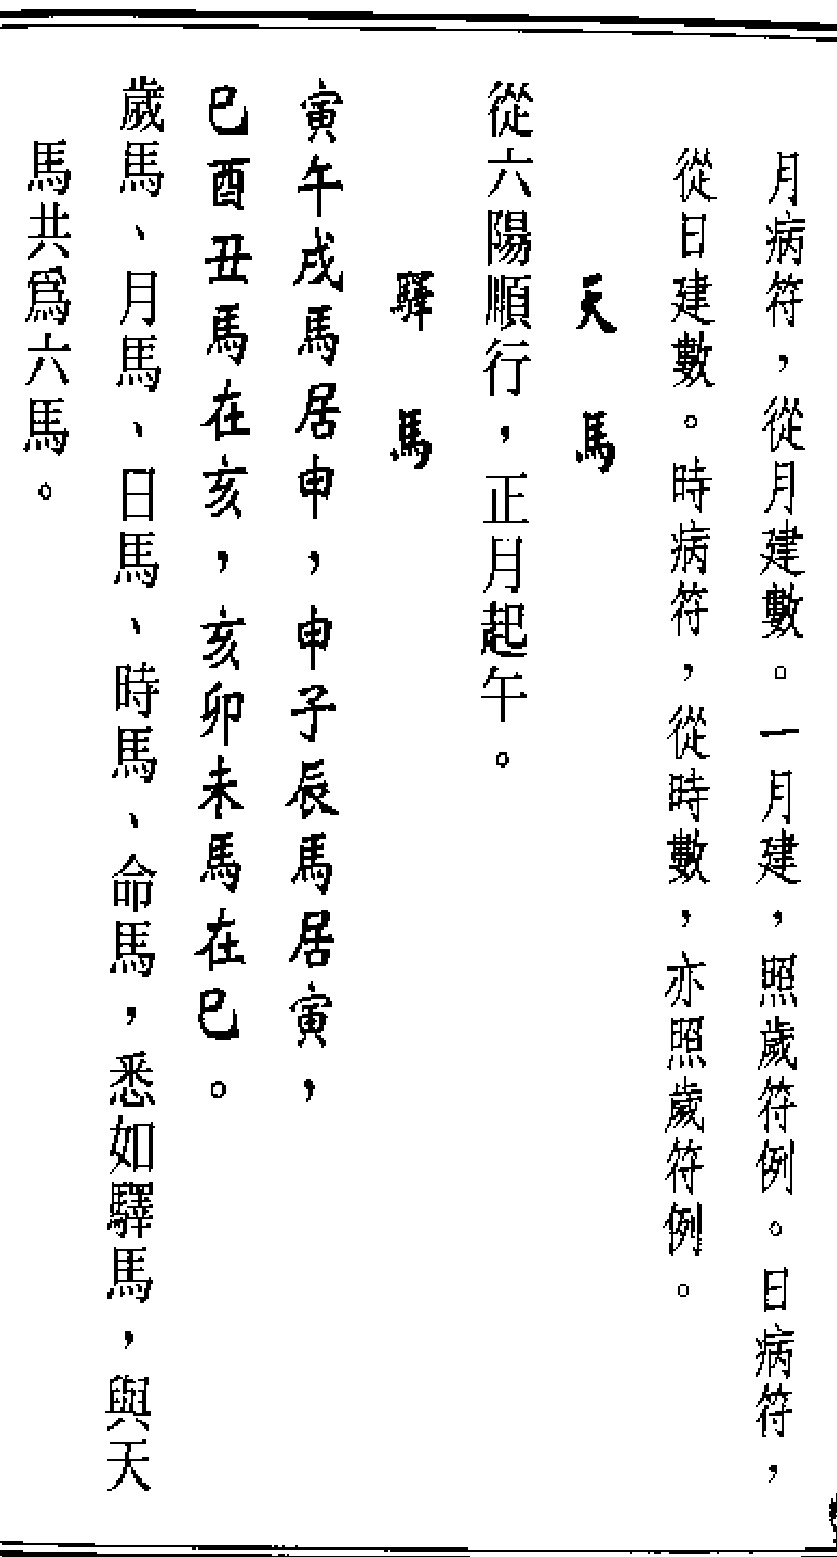 月病符，從月建數。一月建，照歲符例。日病符，
從日建數。時病符，從時數，亦照歲符例。
天馬
從六陽順行，正月起午。
驛馬
寅午戌馬居申，申子辰馬居寅，
巳酉丑馬在亥，亥卯未馬在巳。
歲馬、月馬、日馬、時馬、命馬，悉如驛馬，與天
馬共爲六馬。